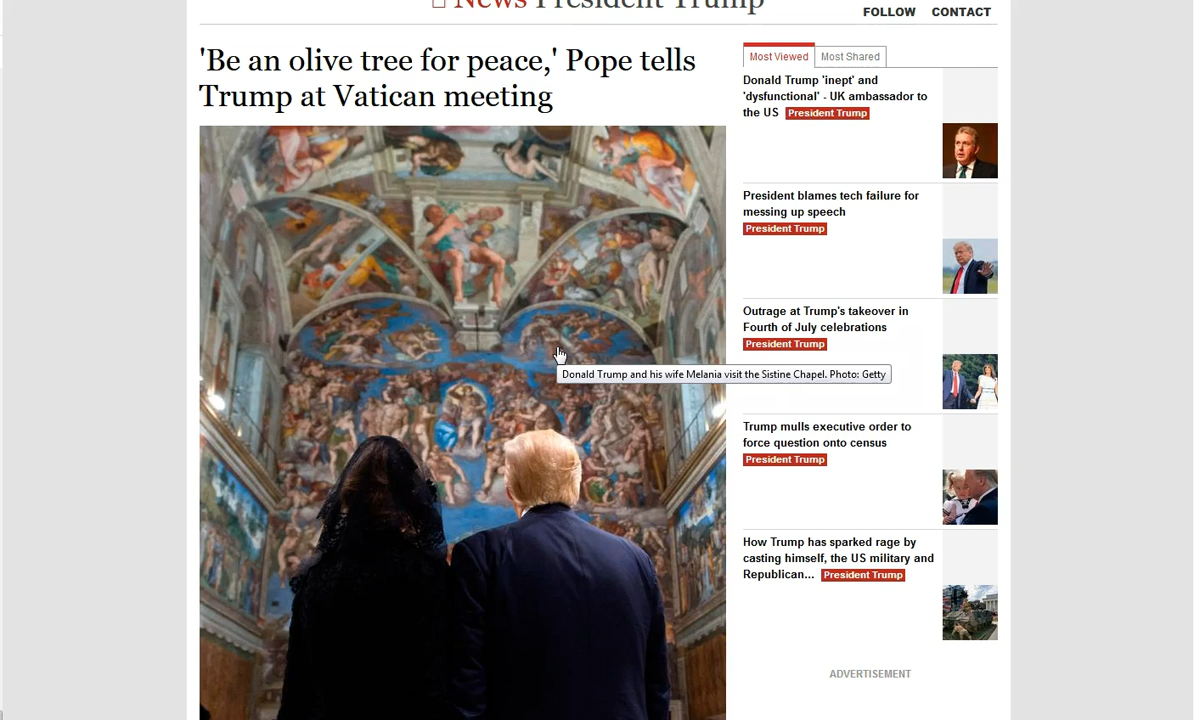 News President Trump
FOLLOW CONTACT
'Be an olive tree for peace,' Pope tells
Trump at Vatican meeting
Most Viewed Most Shared
Donald Trump 'inept' and
'dysfunctional' - UK ambassador to
the US President Trump
President blames tech failure for
messing up speech
President Trump
Outrage at Trump's takeover in
Fourth of July celebrations
President Trump
Donald Trump and his wife Melania visit the Sistine Chapel. Photo: Getty
Trump mulls executive order to
force question onto census
President Trump
How Trump has sparked rage by
casting himself, the US military and
Republican... President Trump
ADVERTISEMENT